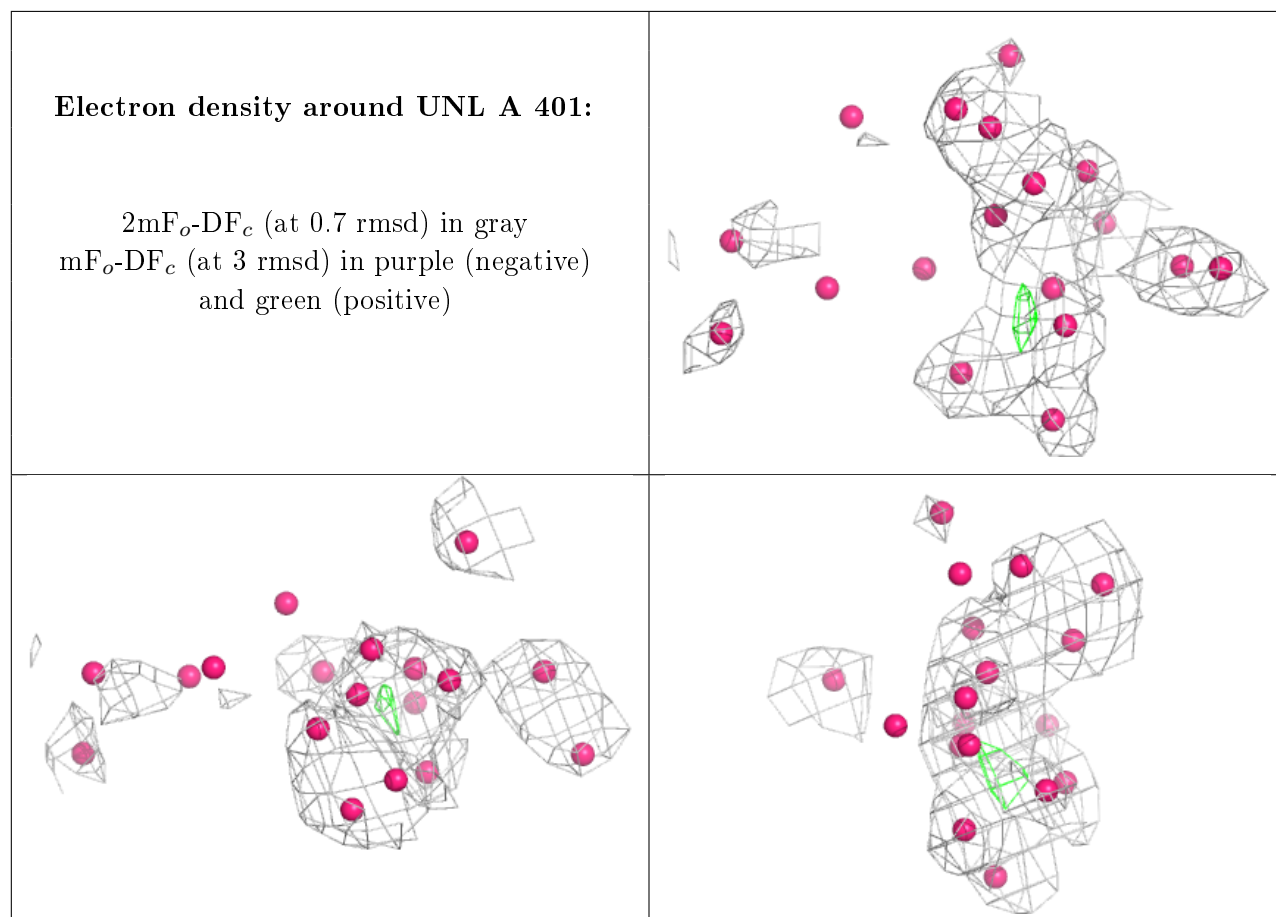 Electron density around UNL A 401:
2mFo-DFc (at 0.7 rmsd) in gray
mFo-DFc (at 3 rmsd) in purple (negative)
and green (positive)